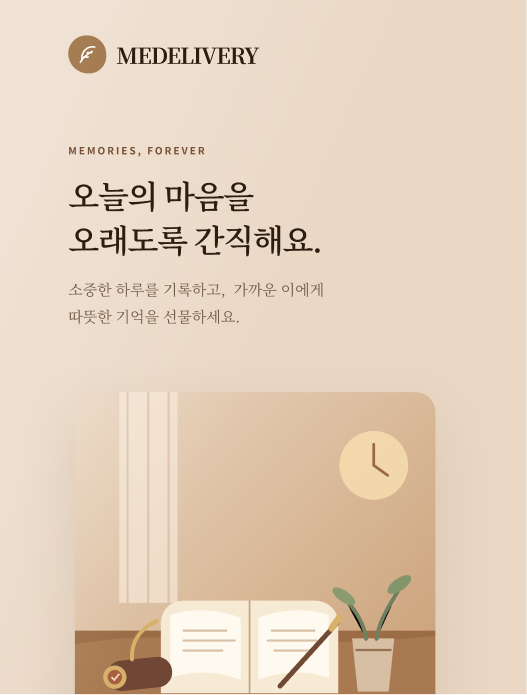 MEDELIVERY
MEMORIES, FOREVER
오늘의 마음을
오래도록 간직해요.
소중한 하루를 기록하고, 가까운 이에게
따뜻한 기억을 선물하세요.